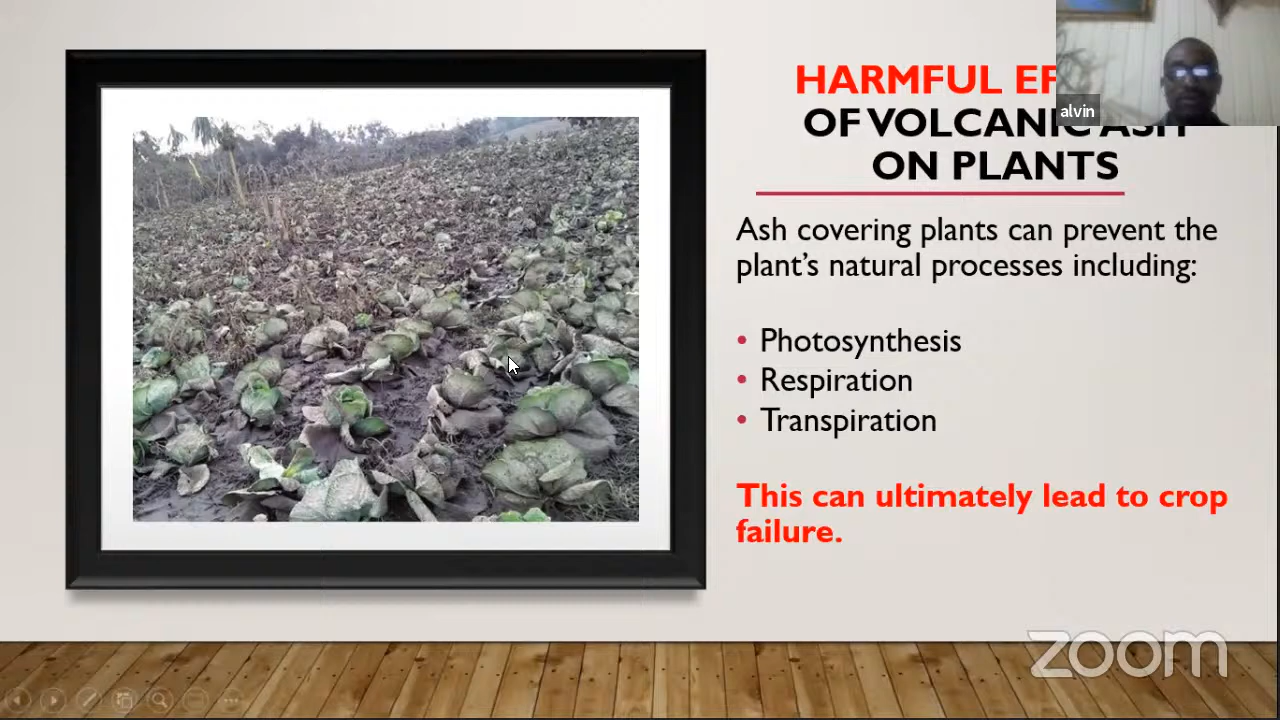 HARMFUL
OF VOLCANIC ASH
ON PLANTS
alvin
Ash covering plants can prevent the
plant's natural processes including:
• Photosynthesis
• Respiration
• Transpiration
This can ultimately lead to crop
failure.
zoom